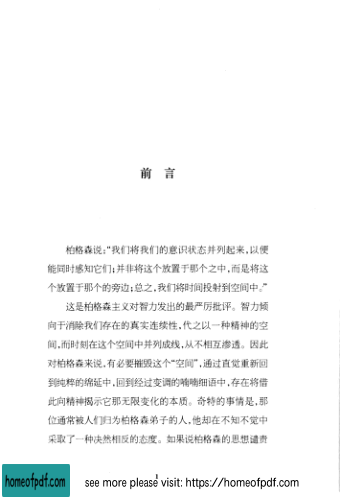 前 言
柏格森说:“我们将我们的意识状态并列起来,以便
能同时感知它们;并非将这个放置于那个之中,而是将这
个放置于那个的旁边;总之,我们将时间投射到空间中。”
这是柏格森主义对智力发出的最严厉批评。智力倾
向于消除我们存在的真实连续性,代之以一种精神的空
间,而时刻在这个空间中并列成线,从不相互渗透。因此
对柏格森来说,有必要摧毁这个“空间”,通过直觉重新回
到纯粹的绵延中,回到经过变调的喃喃细语中,存在将借
此向精神揭示它那无限变化的本质。奇特的事情是,那
位通常被人们归为柏格森弟子的人,他却在不知不觉中
采取了一种决然相反的态度。如果说柏格森的思想谴责
1
homeofpdf.com
see more please visit: https://homeofpdf.com